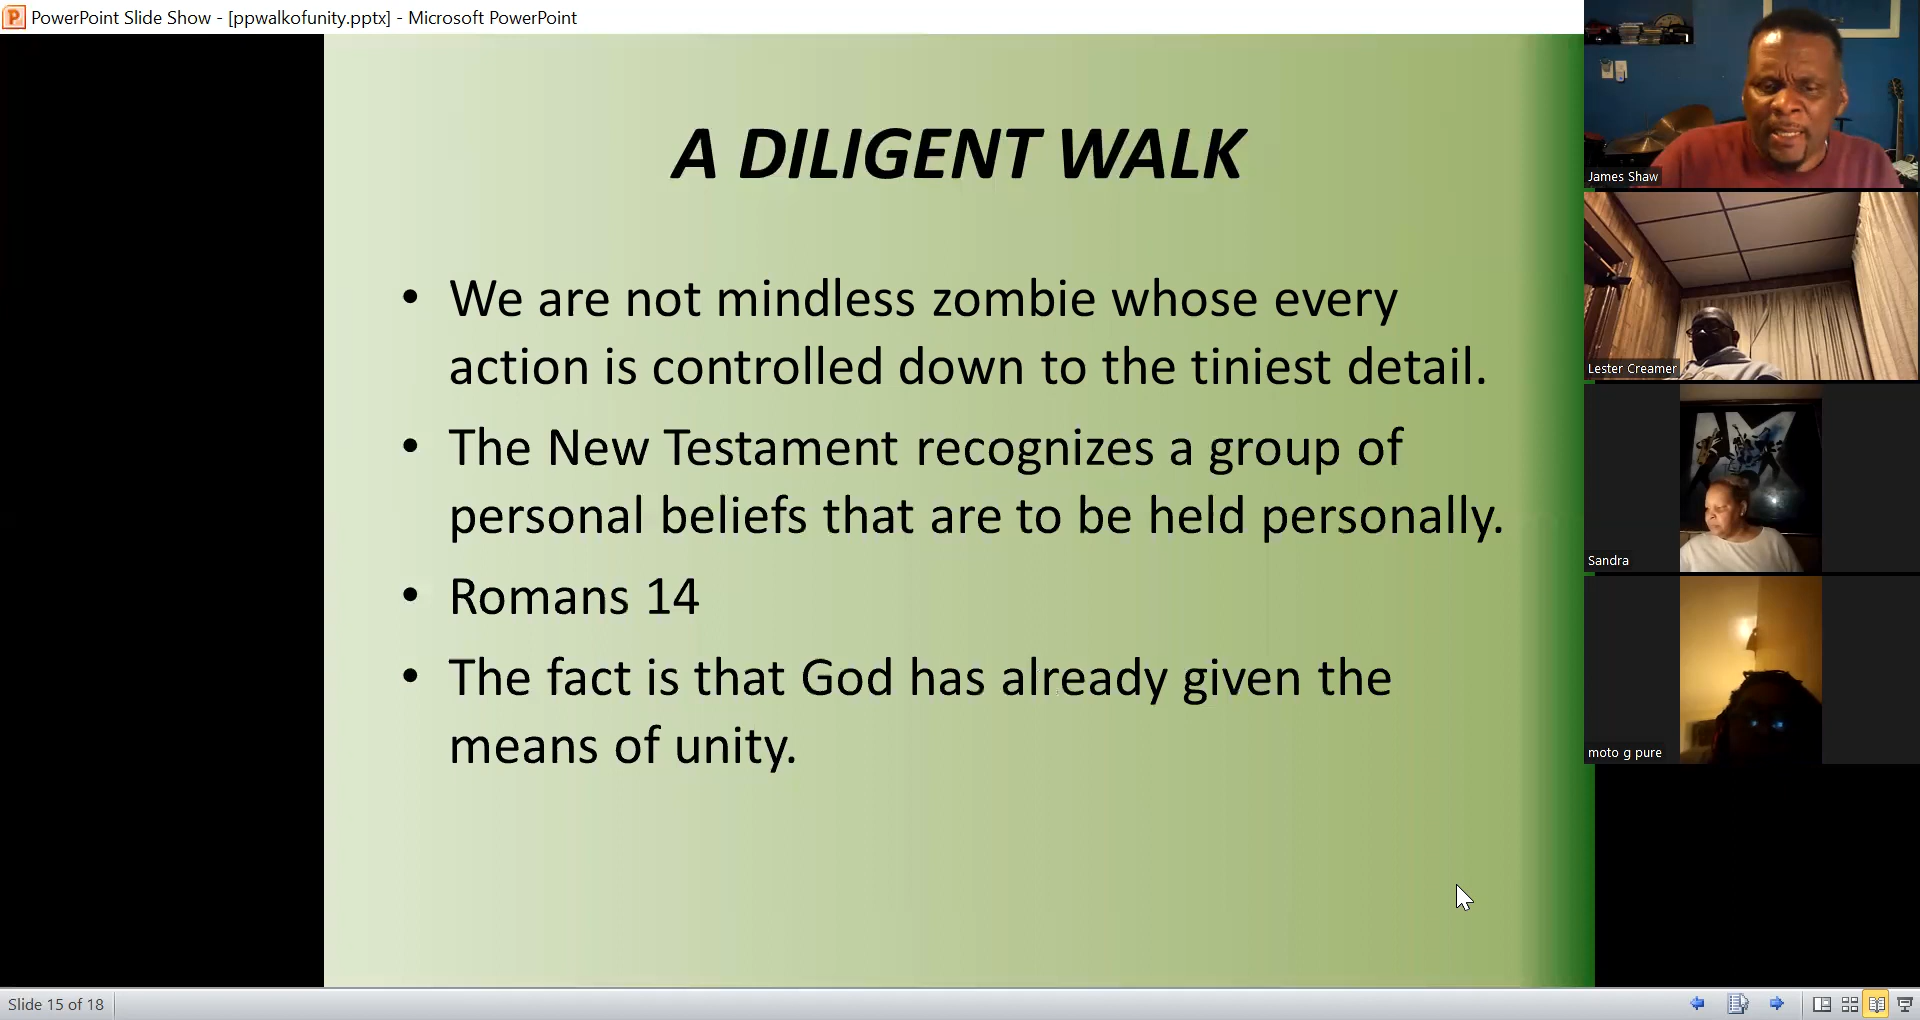 PowerPoint Slide Show - [ppwalkofunity.pptx] - Microsoft PowerPoint
A DILIGENT WALK
• We are not mindless zombie whose every
action is controlled down to the tiniest detail.
• The New Testament recognizes a group of
personal beliefs that are to be held personally.
• Romans 14
• The fact is that God has already given the
means of unity.
James Shaw
Lester Creamer
Sandra
moto g pure
Slide 15 of 18